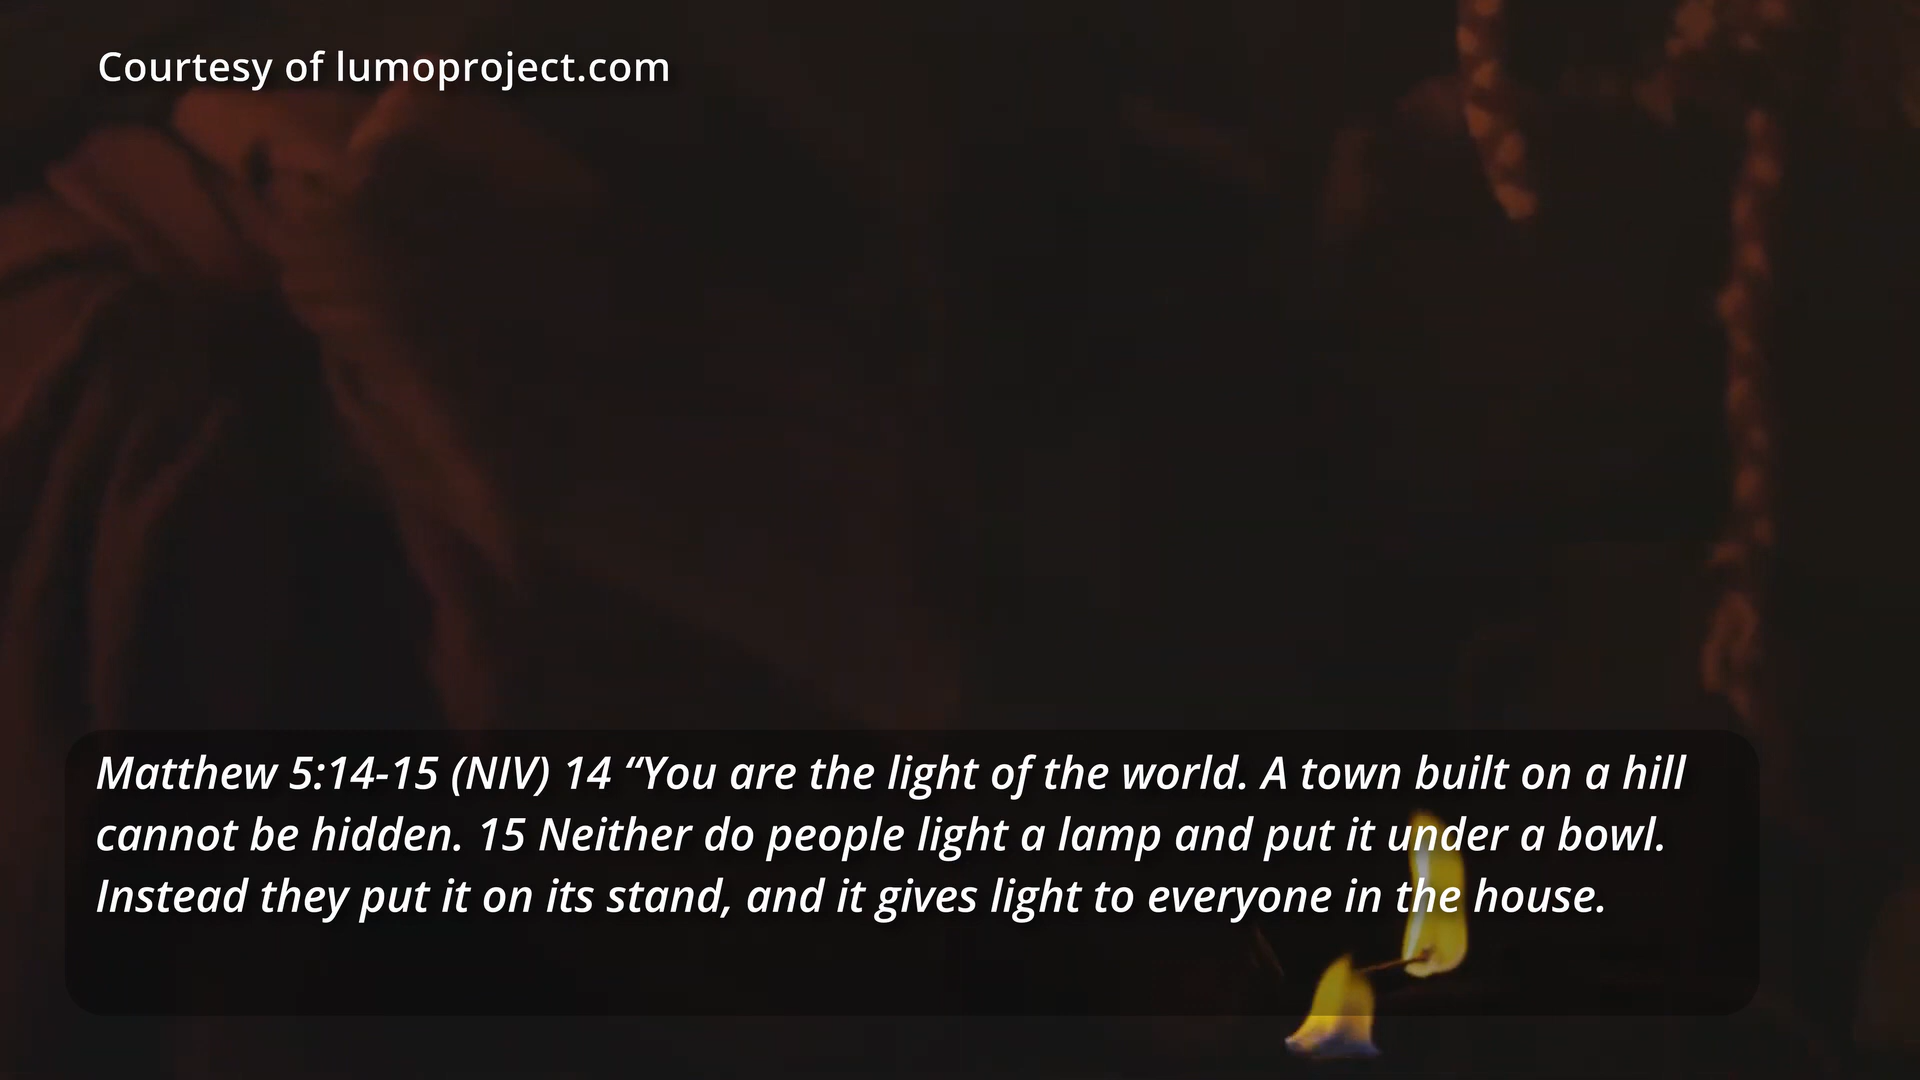 Courtesy of lumoproject.com
Matthew 5:14-15 (NIV) 14 “You are the light of the world. A town built on a hill
cannot be hidden. 15 Neither do people light a lamp and put it under a bowl.
Instead they put it on its stand, and it gives light to everyone in the house.